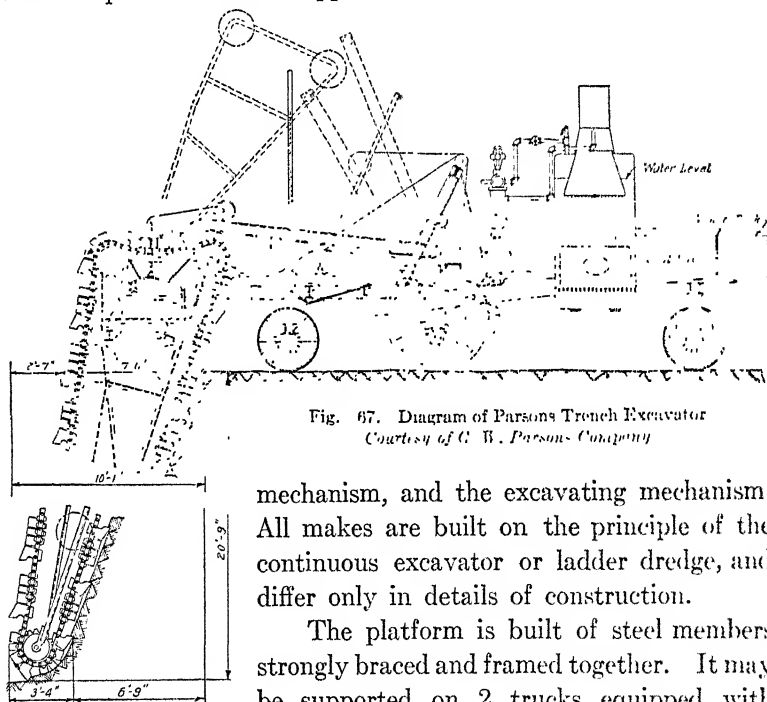 Water Level
3.2
2'-7"
Fig. 67. Diagram of Parsons Trench Excavator
Courtesy of C. W. Parsons Company
10'-1"
20'-9"
3'-4"
6'-9"
mechanism, and the excavating mechanism
All makes are built on the principle of the
continuous excavator or ladder dredge, and
differ only in details of construction.
The platform is built of steel members
strongly braced and framed together. It may
be supported on 2 trucks equipped with